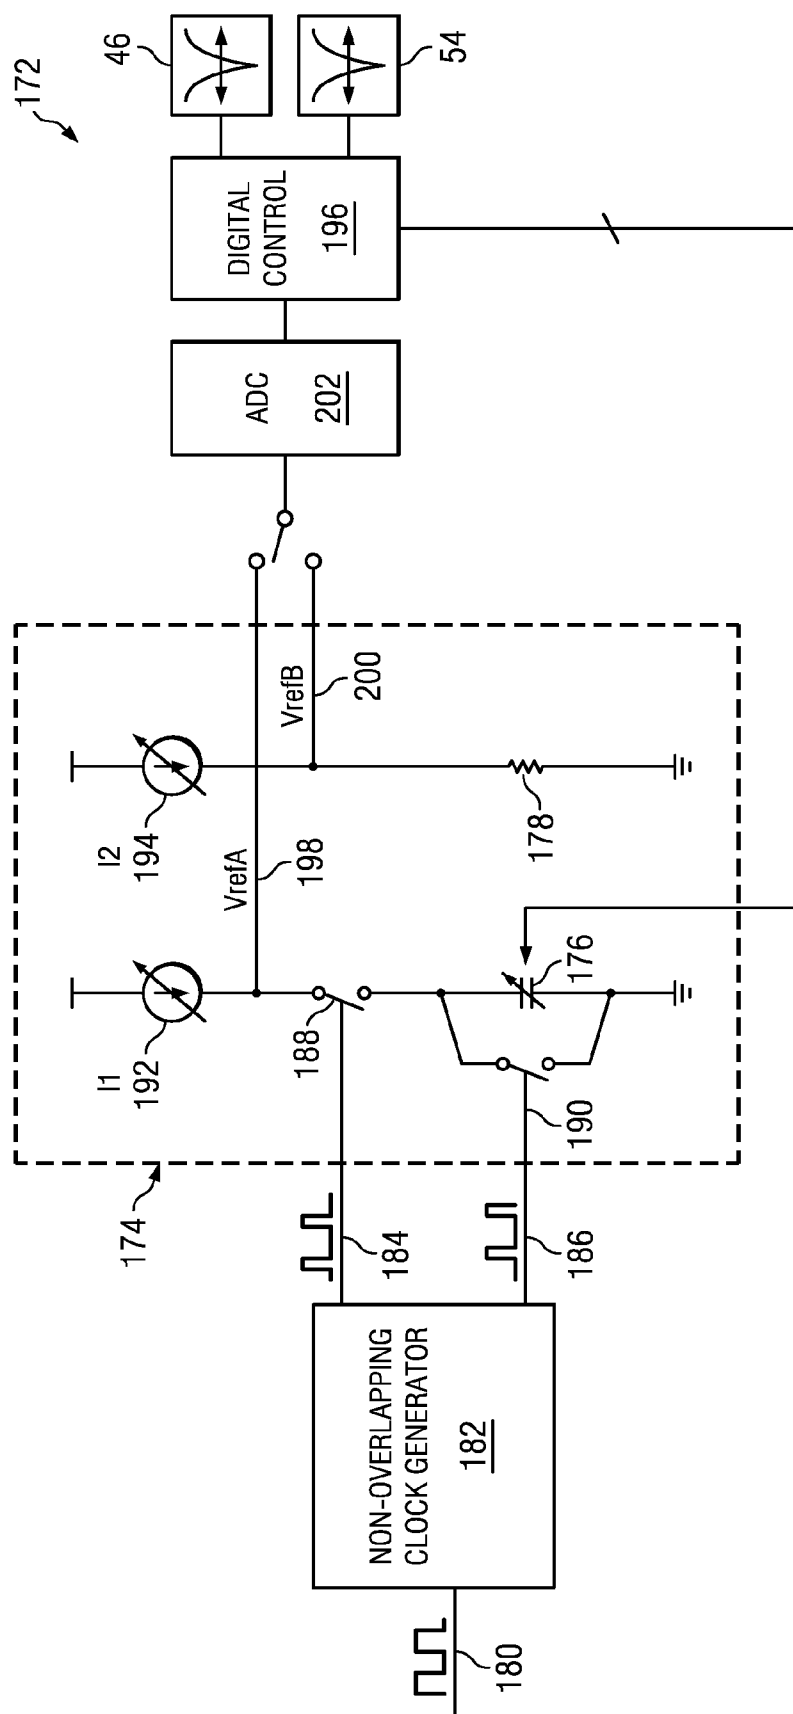 172
46
54
DIGITAL
CONTROL
196
ADC
202
174
I1
192
I2
194
VrefA
198
VrefB
200
188
176
178
190
184
186
NON-OVERLAPPING
CLOCK GENERATOR
182
180